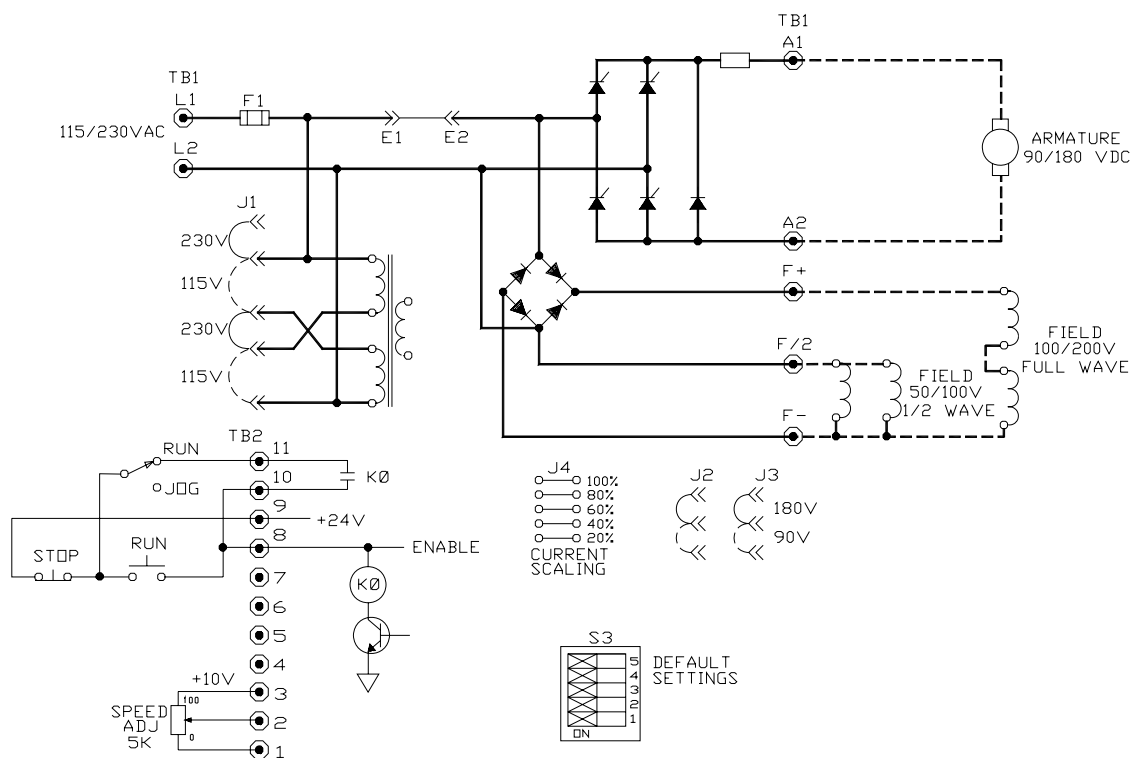 TB1
A1
TB1
L1
F1
115/230VAC
E1
E2
L2
ARMATURE
90/180 VDC
J1
230V
115V
230V
115V
A2
F+
F/2
F-
FIELD
100/200V
FULL WAVE
FIELD
50/100V
1/2 WAVE
TB2
RUN
11
JOG
10
K0
9
+24V
STOP
RUN
8
ENABLE
7
K0
6
5
4
+10V
3
100
SPEED
ADJ
5K
2
0
1
J4
100%
80%
60%
40%
20%
CURRENT
SCALING
J2
J3
180V
90V
S3
5
4
3
2
1
ON
DEFAULT
SETTINGS